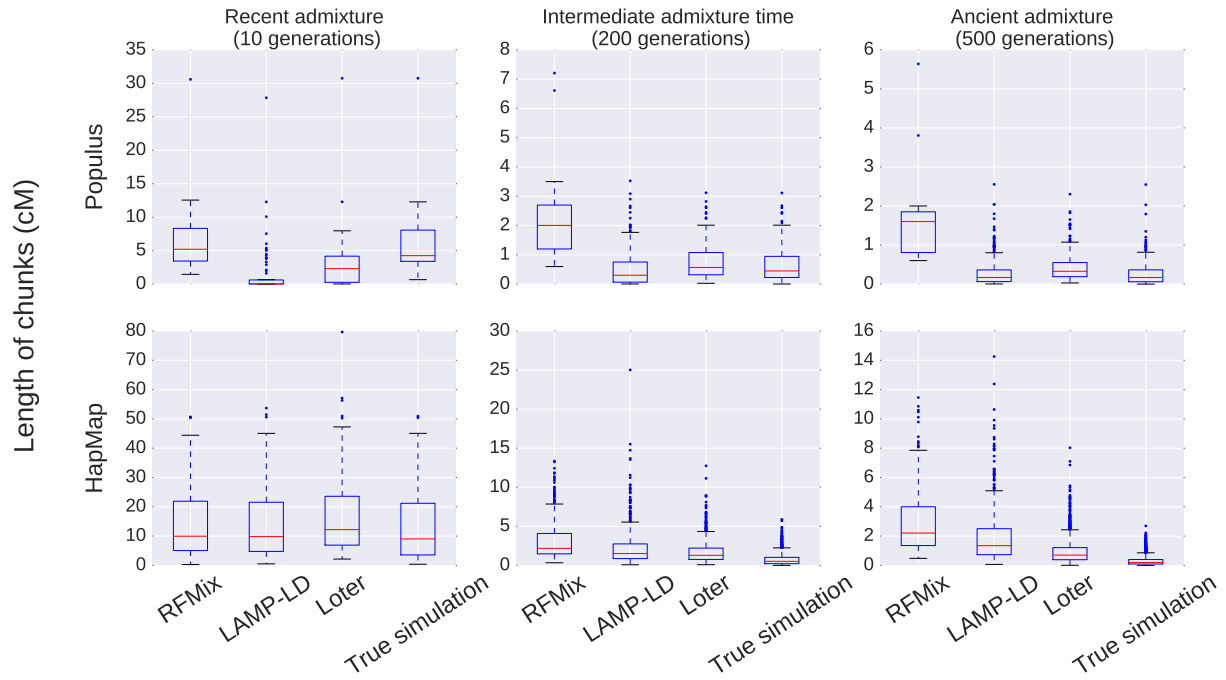 Recent admixture
(10 generations)
Intermediate admixture time
(200 generations)
Ancient admixture
(500 generations)
Length of chunks (cM)
Populus
35
30
25
20
15
10
5
0
8
7
6
5
4
3
2
1
0
6
5
4
3
2
1
0
HapMap
80
70
60
50
40
30
20
10
0
30
25
20
15
10
5
0
16
14
12
10
8
6
4
2
0
RFMix
LAMP-LD
Loter
True simulation
RFMix
LAMP-LD
Loter
True simulation
RFMix
LAMP-LD
Loter
True simulation